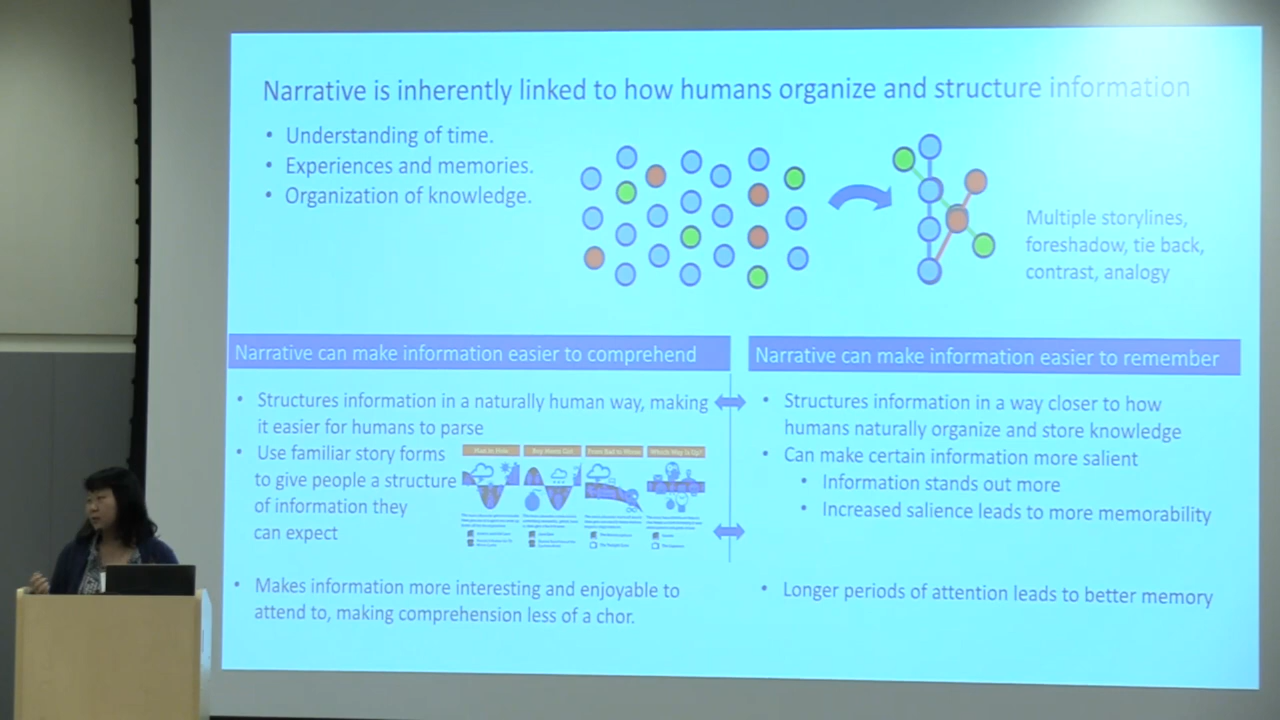 Narrative is inherently linked to how humans organize and structure information
• Understanding of time.
• Experiences and memories.
• Organization of knowledge.
Multiple storylines,
foreshadow, tie back,
contrast, analogy
Narrative can make information easier to comprehend
• Structures information in a naturally human way, making
it easier for humans to parse
• Use familiar story forms
to give people a structure
of information they
can expect
Man in Hole
Boy Meets Girl
From Bad to Worse
Which Way Is Up?
• Makes information more interesting and enjoyable to
attend to, making comprehension less of a chor.
Narrative can make information easier to remember
• Structures information in a way closer to how
humans naturally organize and store knowledge
• Can make certain information more salient
• Information stands out more
• Increased salience leads to more memorability
• Longer periods of attention leads to better memory